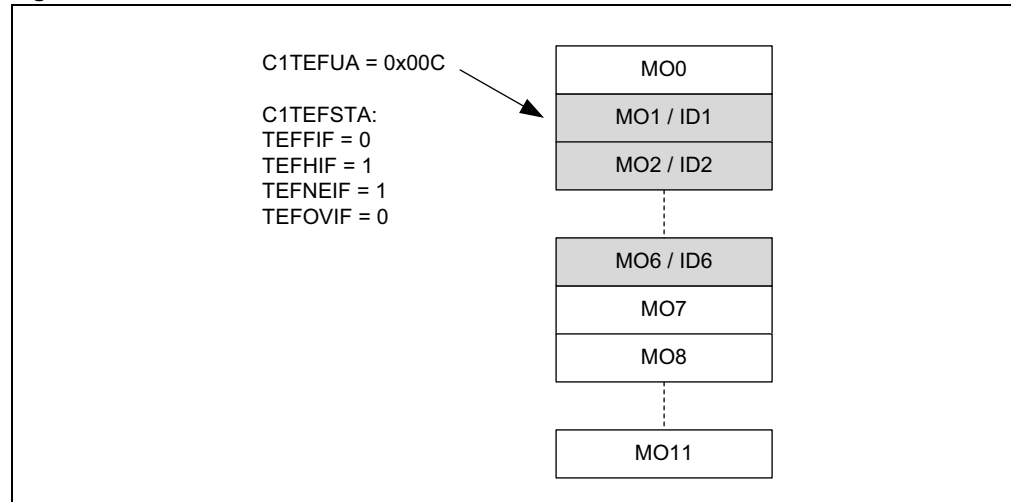 C1TEFUA = 0x00C
C1TEFSTA:
TEFFIF = 0
TEFHIF = 1
TEFNEIF = 1
TEFOVIF = 0
MO0
MO1 / ID1
MO2 / ID2
MO6 / ID6
MO7
MO8
MO11